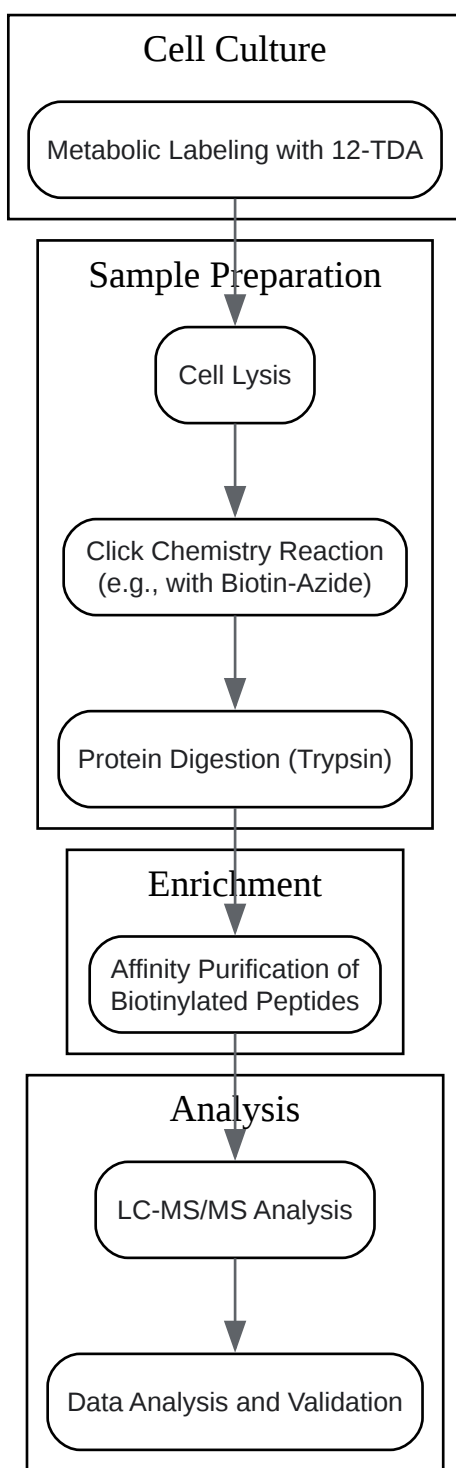 Cell Culture
Metabolic Labeling with 12-TDA
Sample Preparation
Cell Lysis
Click Chemistry Reaction
(e.g., with Biotin-Azide)
Protein Digestion (Trypsin)
Enrichment
Affinity Purification of
Biotinylated Peptides
Analysis
LC-MS/MS Analysis
Data Analysis and Validation